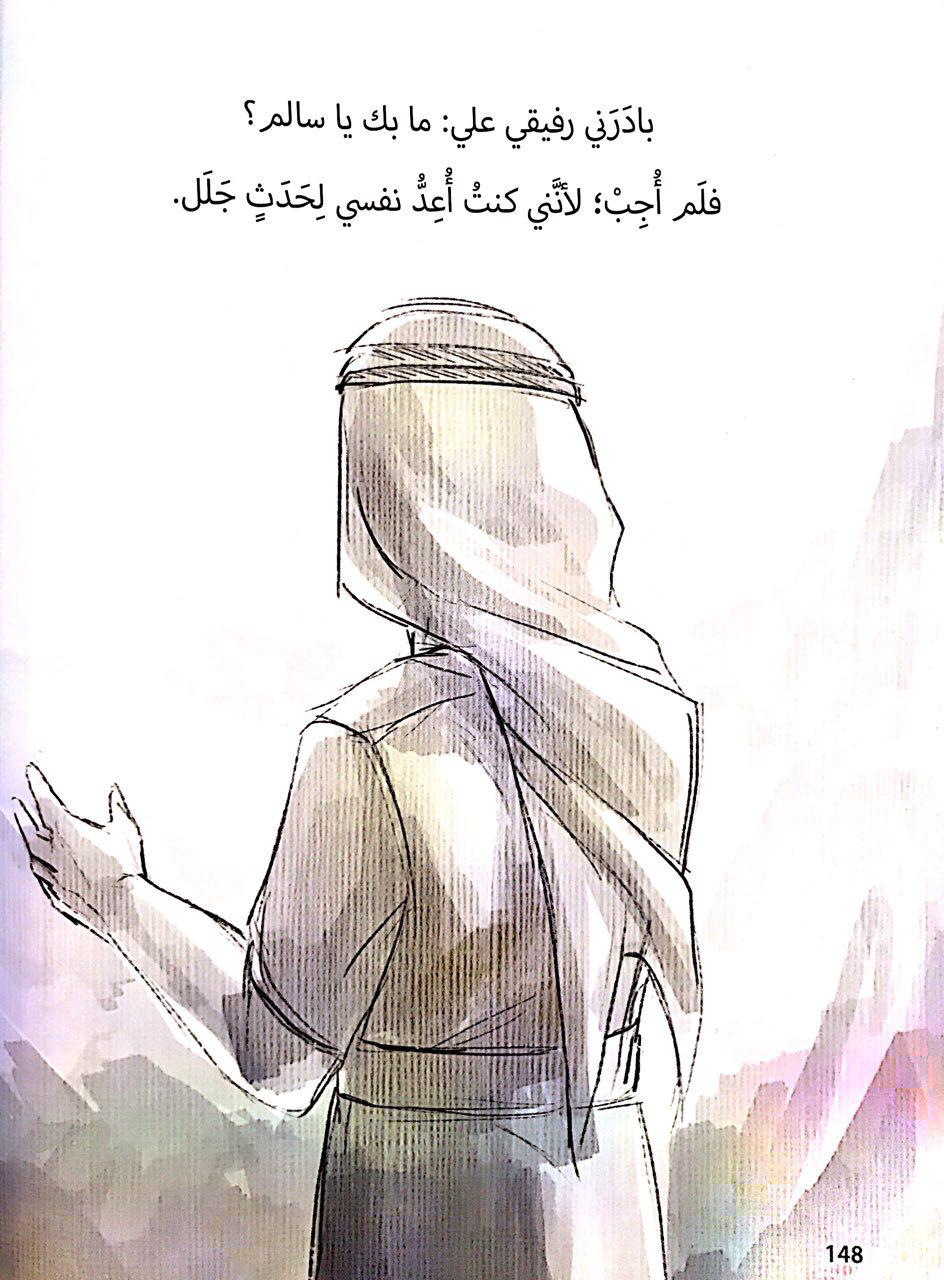 بادَرَني رفيقي علي: ما بك يا سالم؟
فلَم أُجِبْ؛ لأنَّني كنتُ أُعِدُّ نفسي لِحَدَثٍ جَلَل.
148